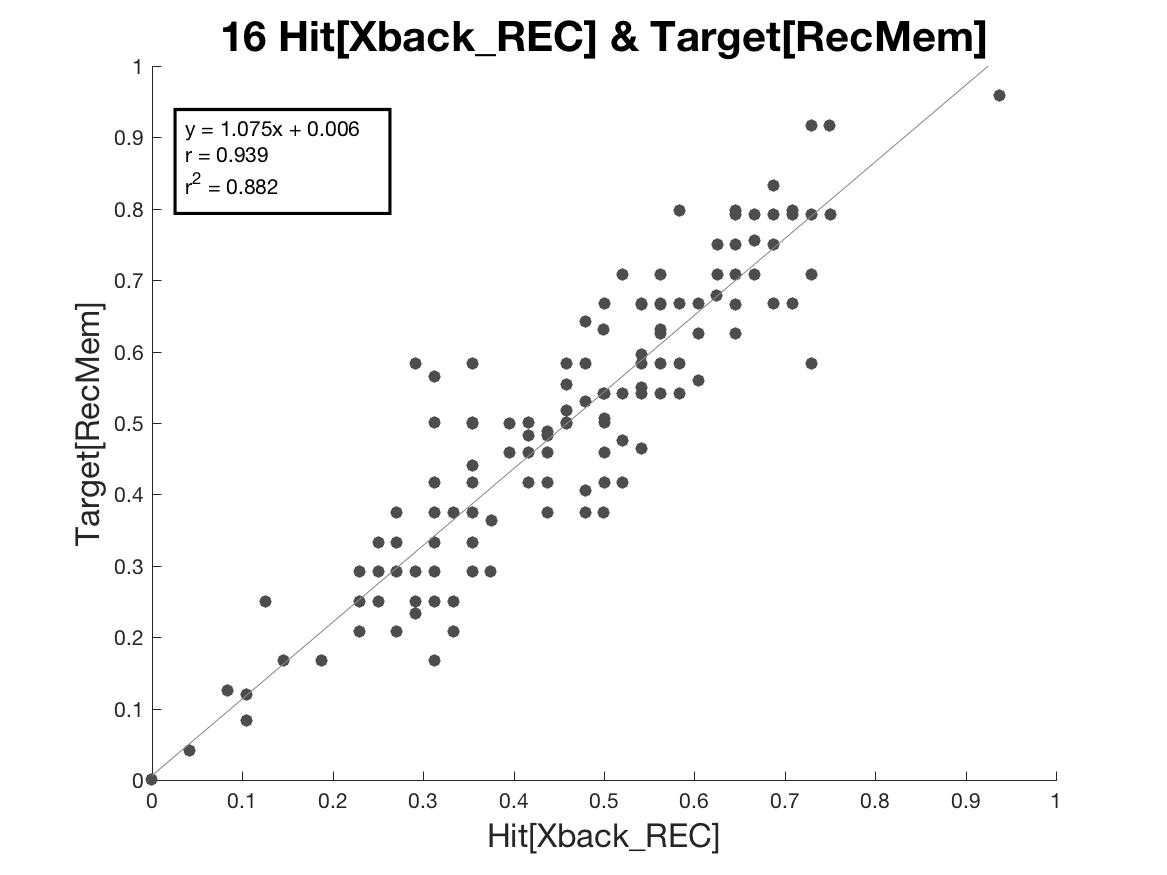 16 Hit[Xback_REC] & Target[RecMem]
y = 1.075x + 0.006
r = 0.939
r² = 0.882
Target[RecMem]
1
0.9
0.8
0.7
0.6
0.5
0.4
0.3
0.2
0.1
0
0 0.1 0.2 0.3 0.4 0.5 0.6 0.7 0.8 0.9 1
Hit[Xback_REC]